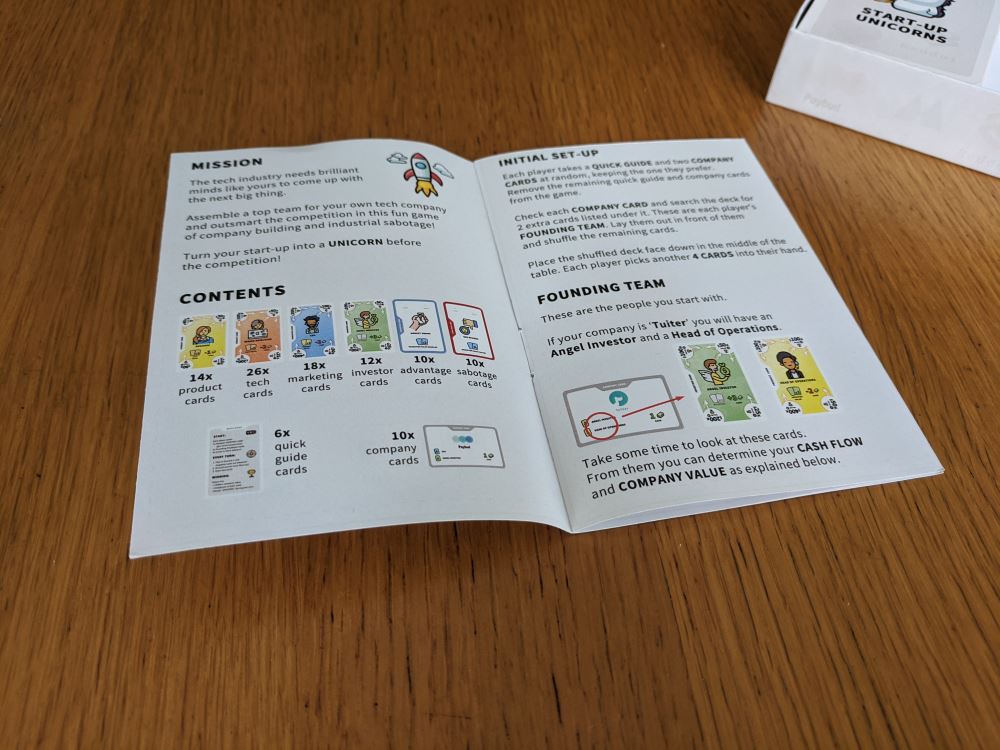 START-UP
UNICORNS
Paybud
MISSION
The tech industry needs brilliant
minds like yours to come up with
the next big thing.
Assemble a top team for your own tech company
and outsmart the competition in this fun game
of company building and industrial sabotage!
Turn your start-up into a UNICORN before
the competition!
CONTENTS
14x
product
cards
26x
tech
cards
18x
marketing
cards
12x
investor
cards
10x
advantage
cards
10x
sabotage
cards
6x
quick
guide
cards
10x
company
cards
Paybud
INITIAL SET-UP
Each player takes a QUICK GUIDE and two COMPANY
CARDS at random, keeping the one they prefer.
Remove the remaining quick guide and company cards
from the game.
Check each COMPANY CARD and search the deck for
2 extra cards listed under it. These are each player's
FOUNDING TEAM. Lay them out in front of them
and shuffle the remaining cards.
Place the shuffled deck face down in the middle of the
table. Each player picks another 4 CARDS into their hand.
FOUNDING TEAM
These are the people you start with.
If your company is 'Tuiter' you will have an
Angel Investor and a Head of Operations.
ANGEL INVESTOR
HEAD OF OPERATIONS
Take some time to look at these cards.
From them you can determine your CASH FLOW
and COMPANY VALUE as explained below.